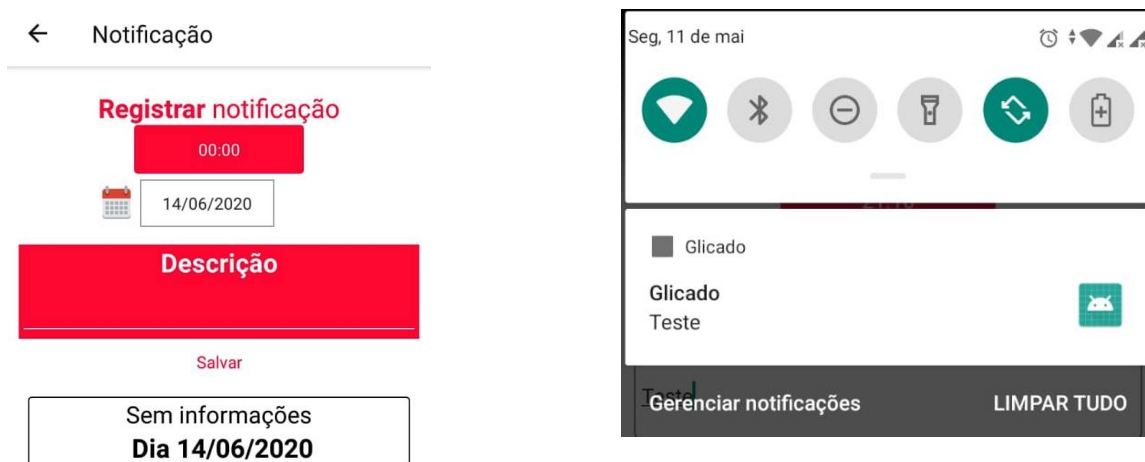 Notificação
Registrar notificação
00:00
14/06/2020
Descrição
Salvar
Sem informações
Dia 14/06/2020
Seg, 11 de mai
Glicado
Glicado
Teste
Teste
Gerenciar notificações
LIMPAR TUDO